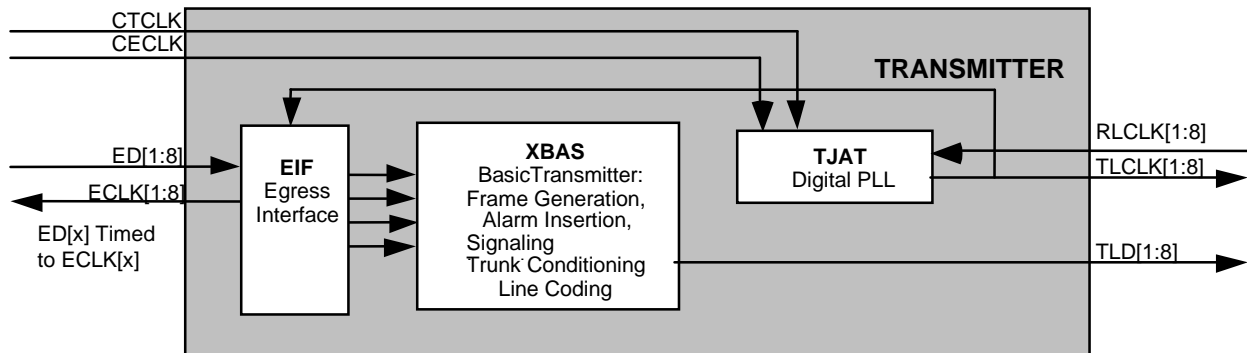 CTCLK
CECLK
TRANSMITTER
ED[1:8]
ECLK[1:8]
ED[x] Timed
to ECLK[x]
EIF
Egress
Interface
XBAS
BasicTransmitter:
Frame Generation,
Alarm Insertion,
Signaling
Trunk Conditioning
Line Coding
TJAT
Digital PLL
RLCLK[1:8]
TLCLK[1:8]
TLD[1:8]